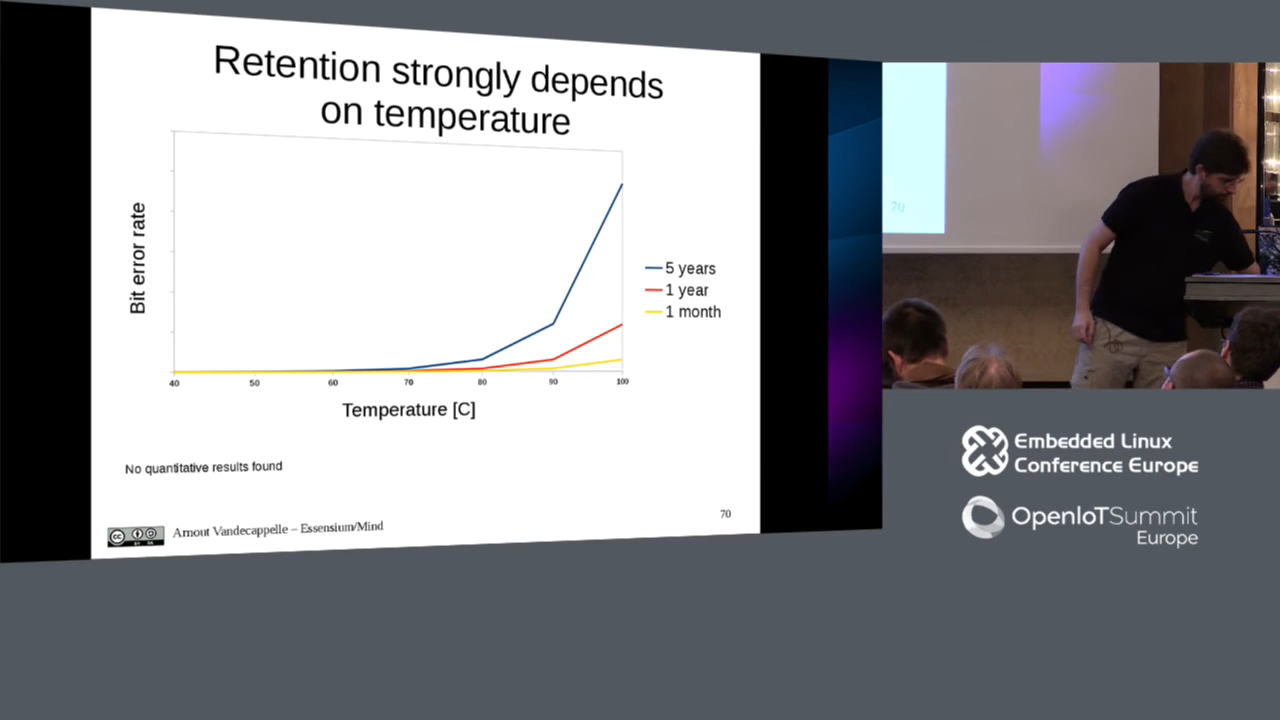 Retention strongly depends
on temperature
Bit error rate
5 years
1 year
1 month
40 50 60 70 80 90 100
Temperature [C]
No quantitative results found
Arnout Vandecappelle – Essensium/Mind
70
70
Embedded Linux
Conference Europe
OpenIoTSummit
Europe